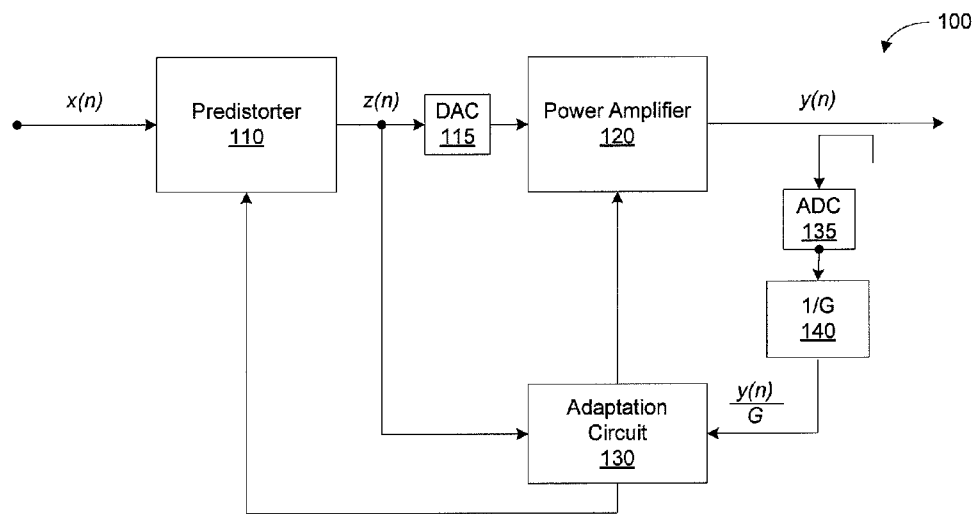 100
x(n)
Predistorter
110
z(n)
DAC
115
Power Amplifier
120
y(n)
ADC
135
1/G
140
y(n)
G
Adaptation
Circuit
130